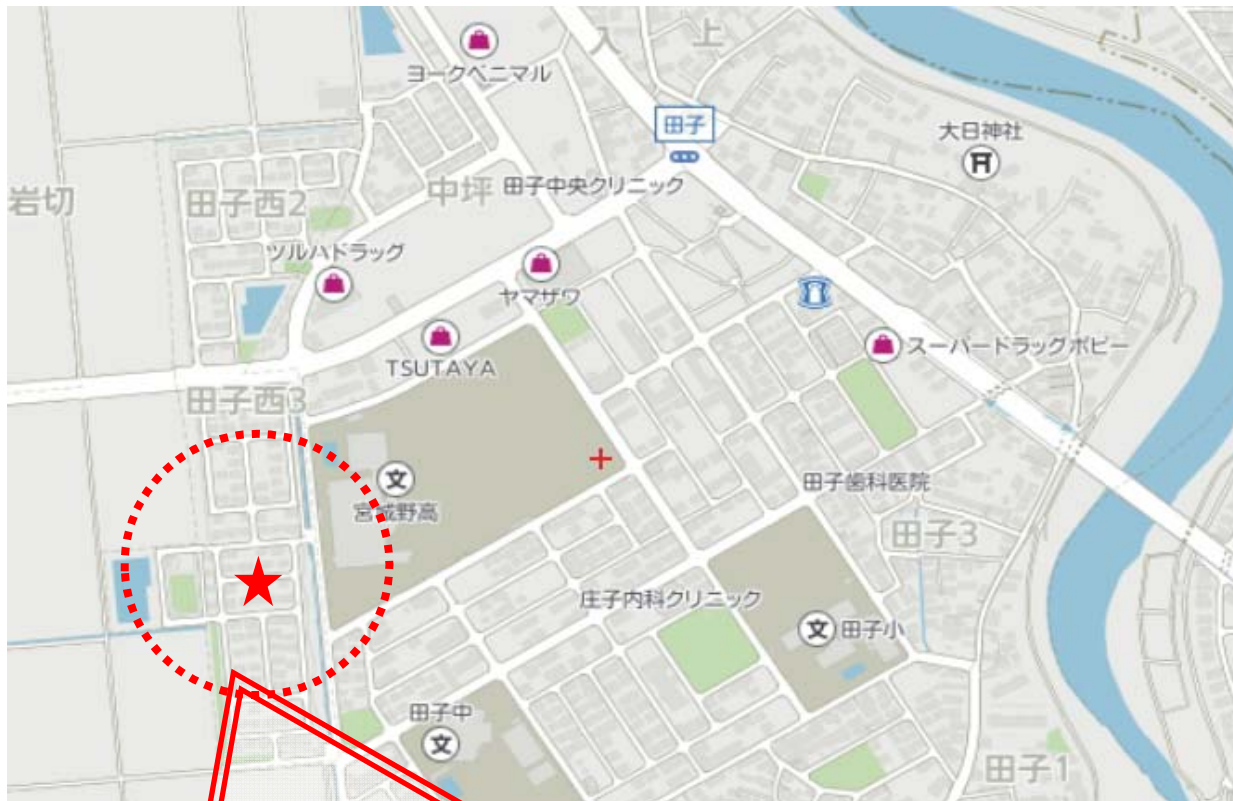 入
上
ヨークベニマル
田子
大日神社
岩切
田子西2
中坪
田子中央クリニック
ツルハドラッグ
ヤマザワ
TSUTAYA
スーパードラッグポピー
田子西3
文
宮城野高
田子歯科医院
田子3
庄子内科クリニック
文
田子小
田子中
文
田子1